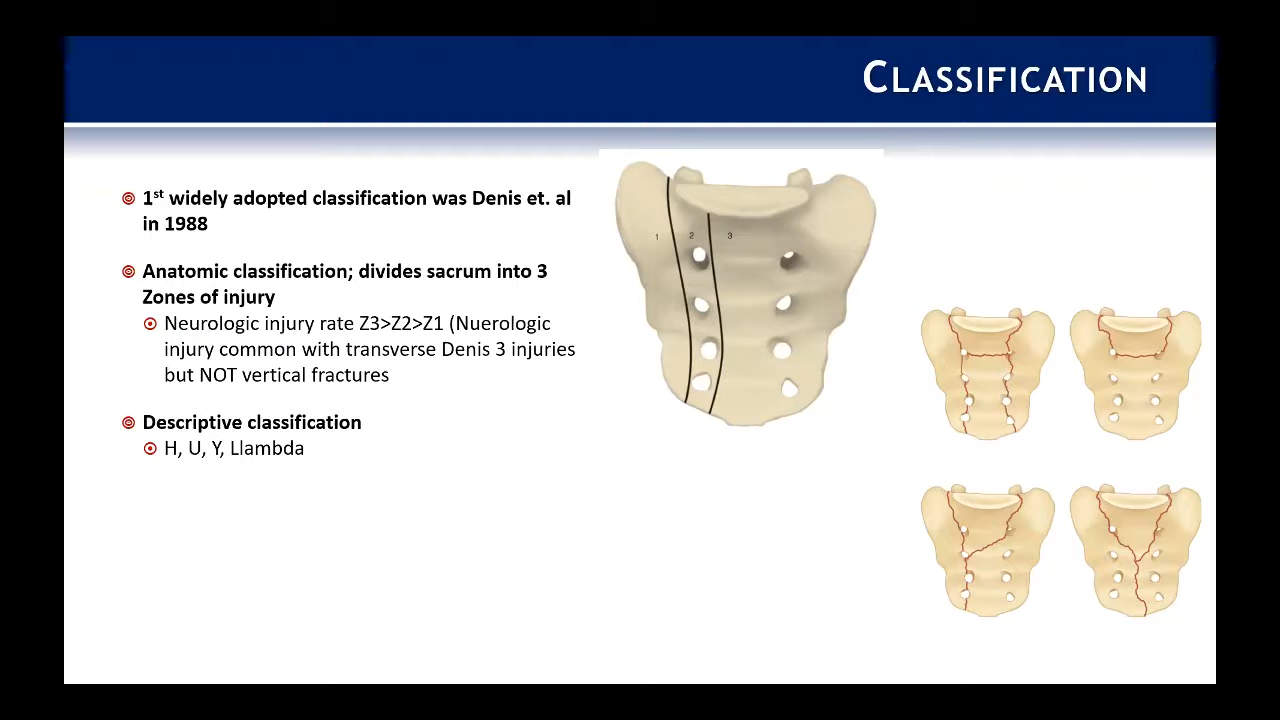 CLASSIFICATION
1st widely adopted classification was Denis et. al
in 1988
Anatomic classification; divides sacrum into 3
Zones of injury
Neurologic injury rate Z3>Z2>Z1 (Nuerologic
injury common with transverse Denis 3 injuries
but NOT vertical fractures
Descriptive classification
H, U, Y, Llambda
1 2 3